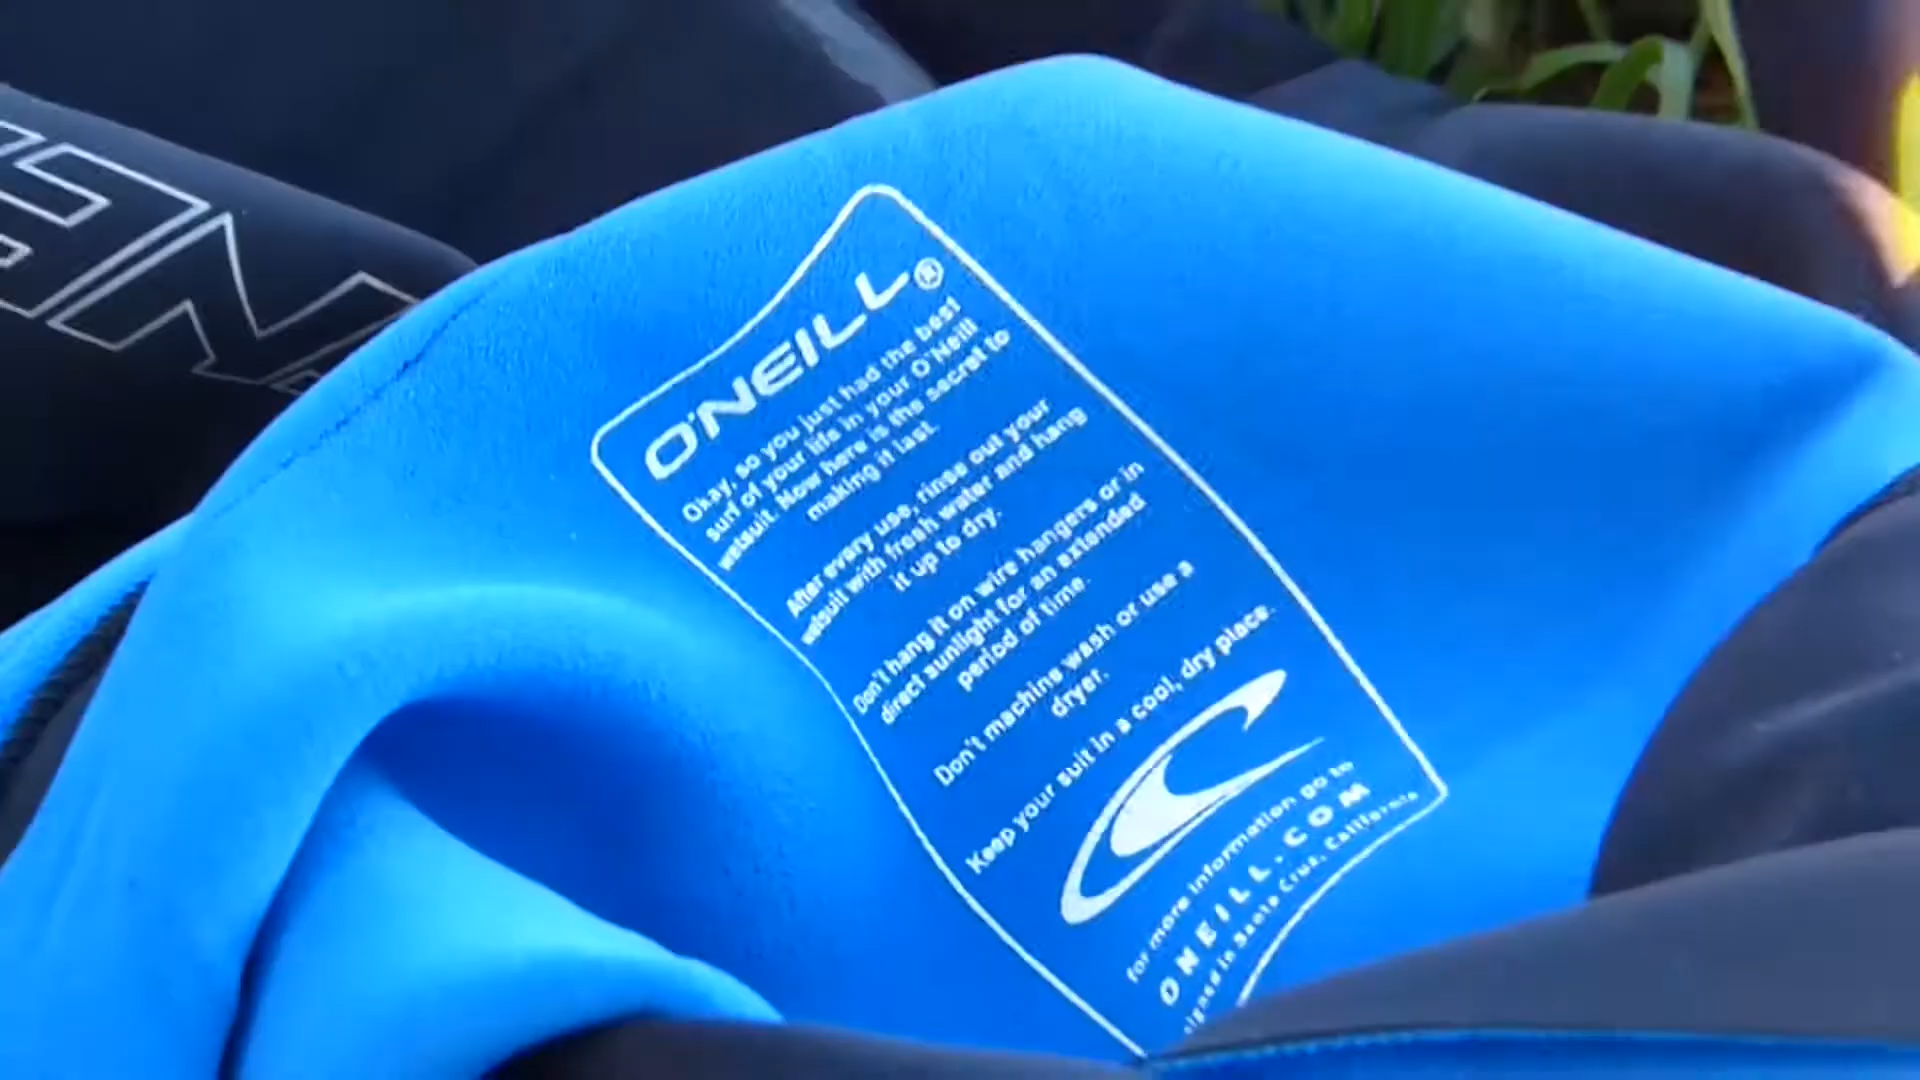 O'NEILL®
Okay, so you just had the best
surf of your life in your O'Neill
wetsuit. Now here is the secret to
making it last.
After every use, rinse out your
wetsuit with fresh water and hang
it up to dry.
Don't hang it on wire hangers or in
direct sunlight for an extended
period of time.
Don't machine wash or use a
dryer.
Keep your suit in a cool, dry place.
for more information go to
ONEILL.COM
in Santa Cruz, California